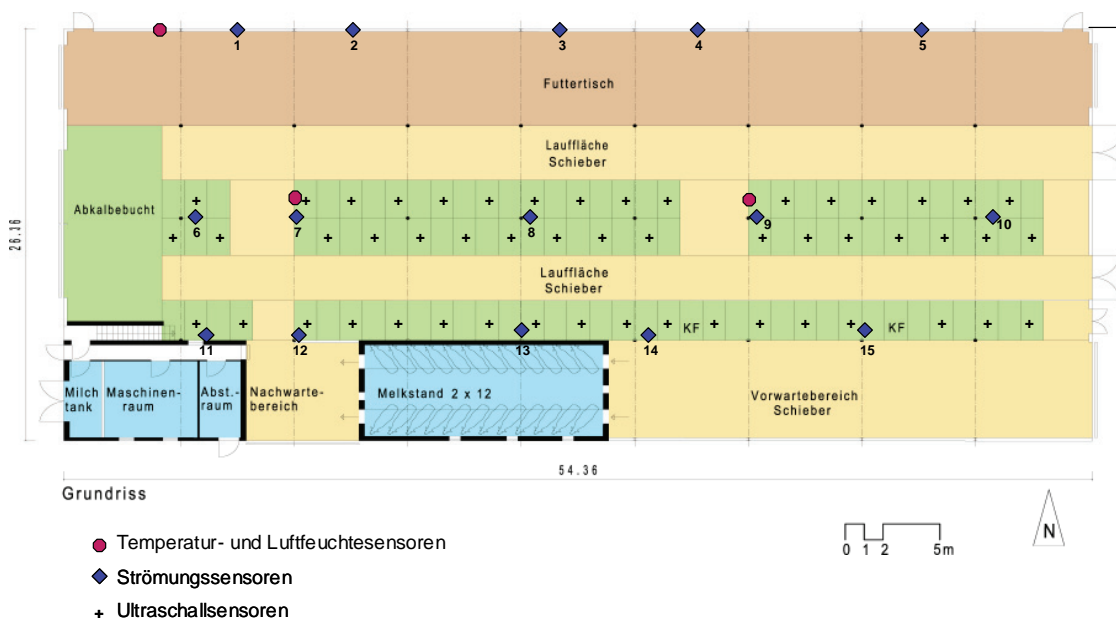 1 2 3 4 5
Futtertisch
Lauffläche
Schieber
Abkalbebucht
26.16
6 7 8 9 10
Lauffläche
Schieber
KF KF
11 12 13 14 15
Milch
tank
Maschinen-
raum
Abst.-
raum
Nachwarte-
bereich
Melkstand 2 x 12
Vorwartebereich
Schieber
54.36
Grundriss
Temperatur- und Luftfeuchtesensoren
Strömungssensoren
Ultraschallsensoren
0 1 2 5m
N